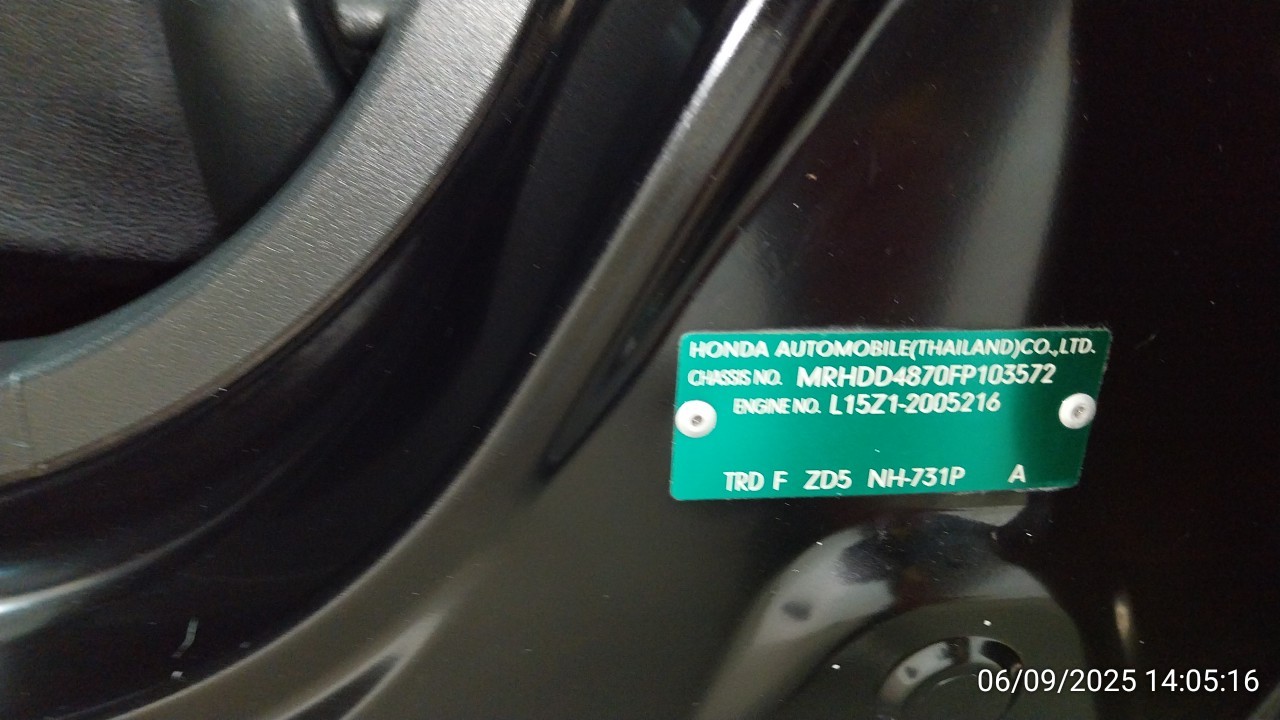 HONDA AUTOMOBILE(THAILAND)CO.,LTD.
CHASSIS NO. MRHDD4870FP103572
ENGINE NO. L15Z1-2005216
TRD F ZD5 NH-731P A
06/09/2025 14:05:16